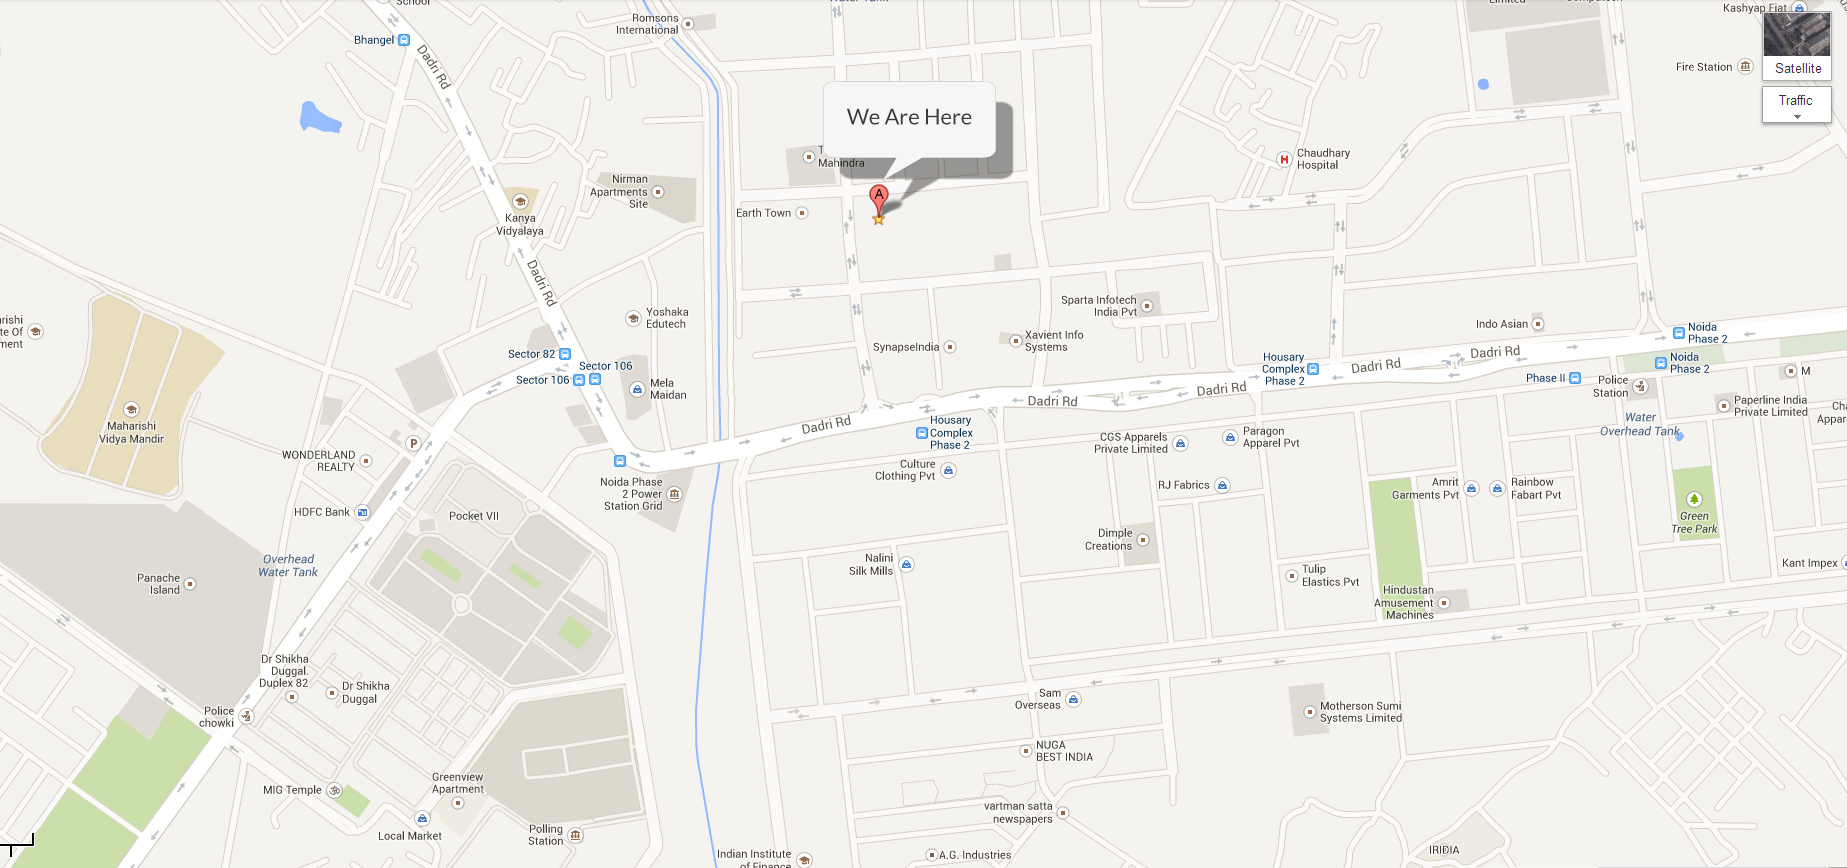 School
Bhangel
Dadri Rd
Romsons
International
Water Tank
Limited
Kashyap Fiat
Satellite
Traffic
Fire Station
We Are Here
Mahindra
A
Nirman
Apartments
Site
Earth Town
Kanya
Vidyalaya
Chaudhary
Hospital
H
Dadri Rd
Yoshaka
Edutech
Sparta Infotech
India Pvt
Xavient Info
Systems
SynapseIndia
Indo Asian
Noida
Phase 2
Noida
Phase 2
Sector 82
Sector 106
Sector 106
Mela
Maidan
Housary
Complex
Phase 2
Dadri Rd
Dadri Rd
Dadri Rd
Dadri Rd
Dadri Rd
Phase II
Police
Station
M
Paperline India
Private Limited
Water
Overhead Tank
Maharishi
Vidya Mandir
P
WONDERLAND
REALTY
Housary
Complex
Phase 2
CGS Apparels
Private Limited
Paragon
Apparel Pvt
Culture
Clothing Pvt
RJ Fabrics
Amrit
Garments Pvt
Rainbow
Fabart Pvt
Green
Tree Park
Noida Phase
2 Power
Station Grid
HDFC Bank
Pocket VII
Overhead
Water Tank
Panache
Island
Nalini
Silk Mills
Dimple
Creations
Tulip
Elastics Pvt
Hindustan
Amusement
Machines
Kant Impex
Dr Shikha
Duggal.
Duplex 82
Dr Shikha
Duggal
Police
chowki
Sam
Overseas
Motherson Sumi
Systems Limited
NUGA
BEST INDIA
MIG Temple
Greenview
Apartment
Local Market
Polling
Station
vartman satta
newspapers
Indian Institute
of Finance
A.G. Industries
IRIDIA